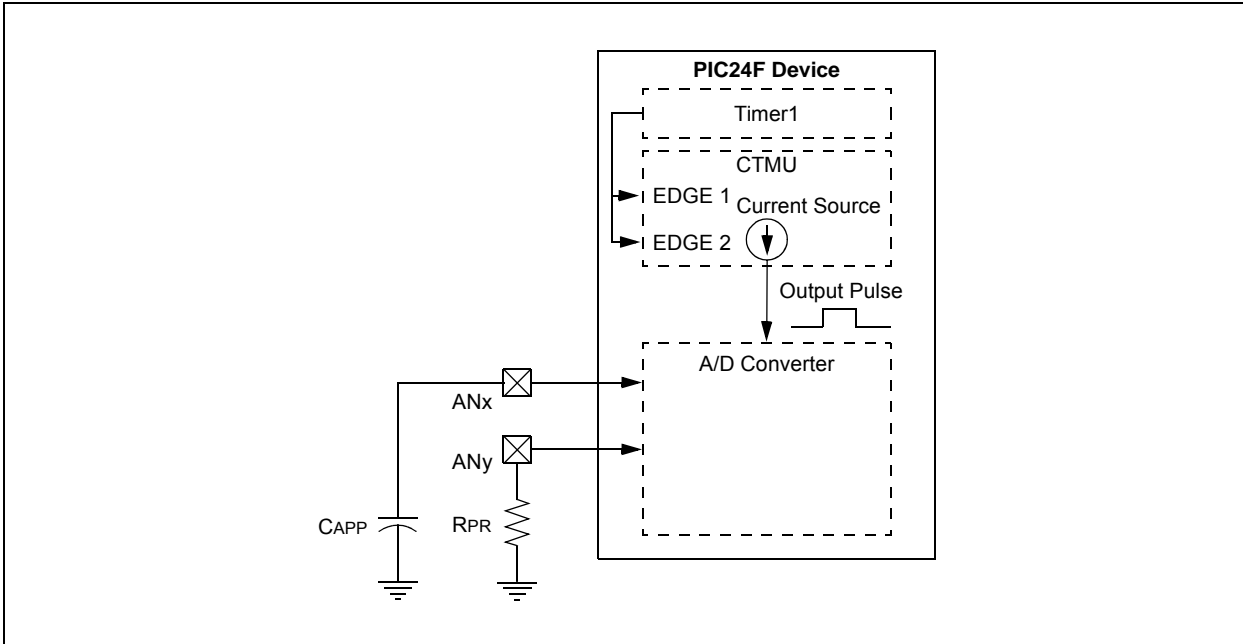 PIC24F Device
Timer1
CTMU
EDGE 1
Current Source
EDGE 2
Output Pulse
A/D Converter
ANx
ANy
CAPP
RPR